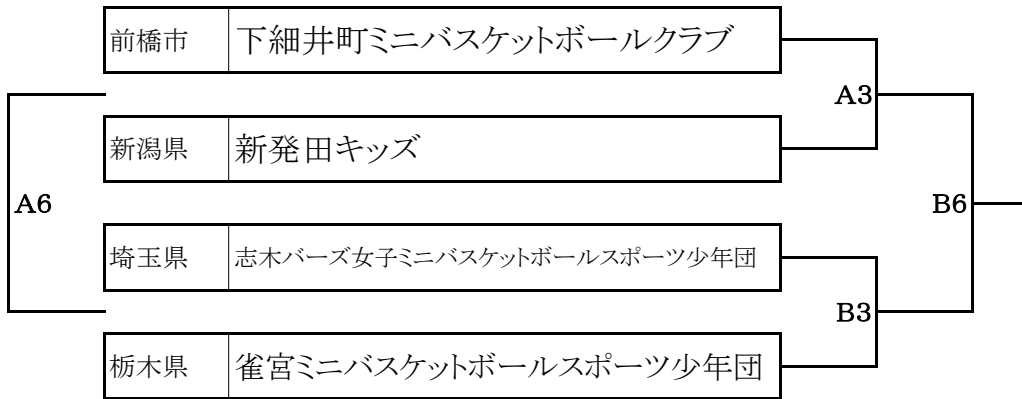 前橋市 下細井町ミニバスケットボールクラブ
A3
新潟県 新発田キッズ
A6
B6
埼玉県 志木バーズ女子ミニバスケットボールスポーツ少年団
B3
栃木県 雀宮ミニバスケットボールスポーツ少年団